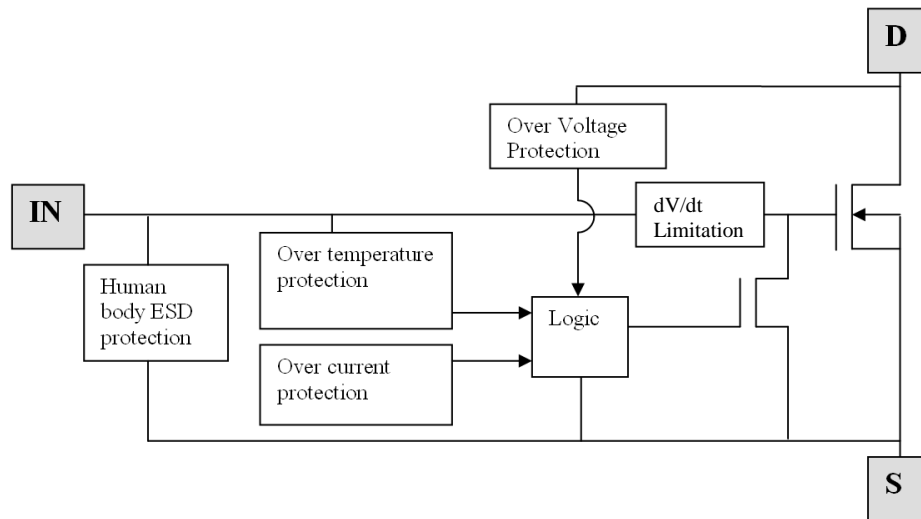 D
Over Voltage
Protection
IN
dV/dt
Limitation
Over temperature
protection
Human
body ESD
protection
Logic
Over current
protection
S